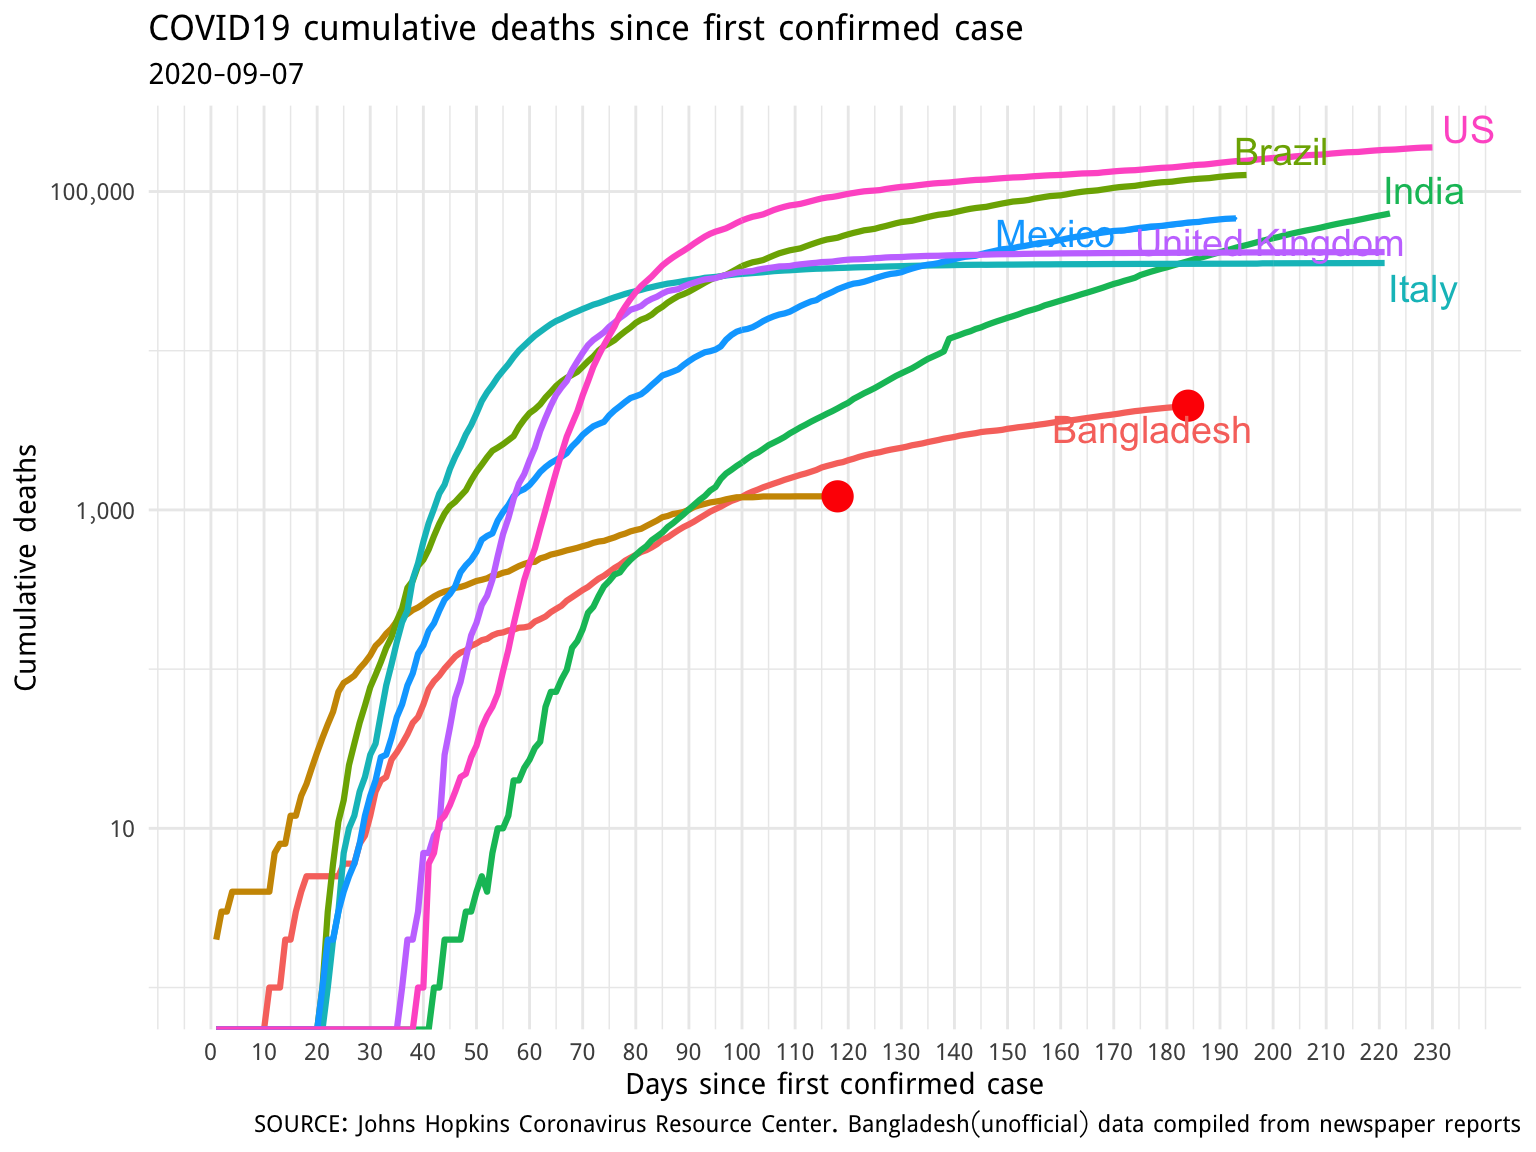 COVID19 cumulative deaths since first confirmed case
2020-09-07
US
Brazil
India
100,000
Mexico
United Kingdom
Italy
Bangladesh
Cumulative deaths
1,000
10
0 10 20 30 40 50 60 70 80 90 100 110 120 130 140 150 160 170 180 190 200 210 220 230
Days since first confirmed case
SOURCE: Johns Hopkins Coronavirus Resource Center. Bangladesh(unofficial) data compiled from newspaper reports